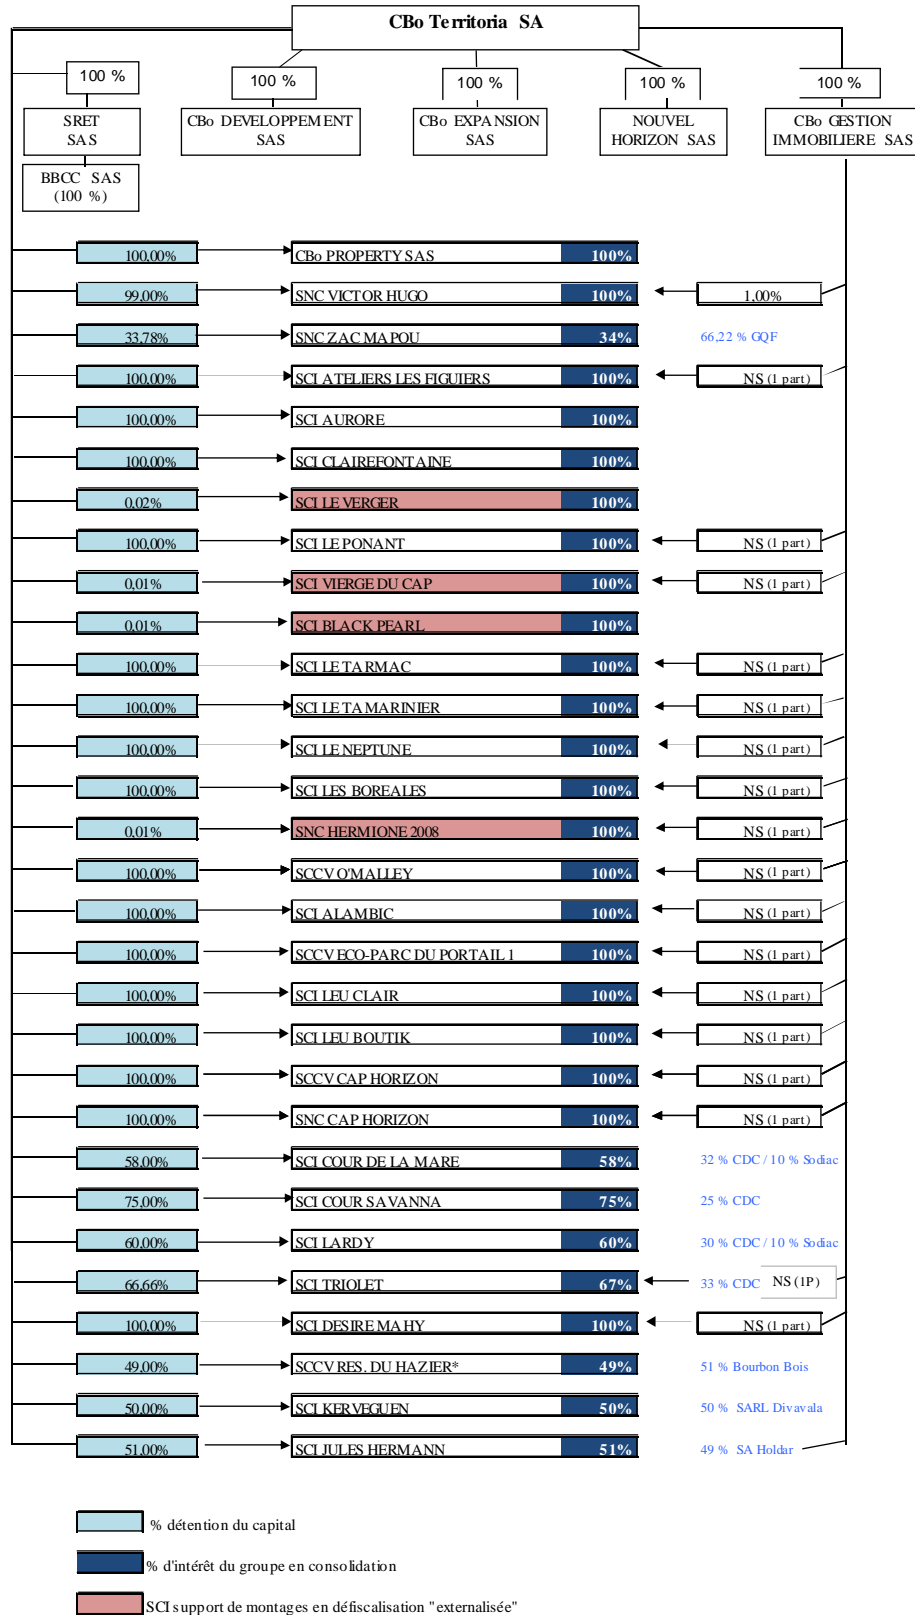 CBo Territoria SA
100 %
100 %
100 %
100 %
100 %
SRET SAS
CBo DEVELOPPEMENT SAS
CBo EXPANSION SAS
NOUVEL HORIZON SAS
CBo GESTION IMMOBILIERE SAS
BBCC SAS (100 %)
100,00% CBo PROPERTY SAS 100%
99,00% SNC VICTOR HUGO 100% 1,00%
33,78% SNC ZAC MAPOU 34% 66,22 % GQF
100,00% SCI ATELIERS LES FIGUIERS 100% NS (1 part)
100,00% SCI AURORE 100%
100,00% SCI CLAIREFONTAINE 100%
0,02% SCI LE VERGER 100%
100,00% SCI LE PONANT 100% NS (1 part)
0,01% SCI VIERGE DU CAP 100% NS (1 part)
0,01% SCI BLACK PEARL 100%
100,00% SCI LE TARMAC 100% NS (1 part)
100,00% SCI LE TAMARINIER 100% NS (1 part)
100,00% SCI LE NEPTUNE 100% NS (1 part)
100,00% SCI LES BOREALES 100% NS (1 part)
0,01% SNC HERMIONE 2008 100% NS (1 part)
100,00% SCCV O'MALLEY 100% NS (1 part)
100,00% SCI ALAMBIC 100% NS (1 part)
100,00% SCCV ECO-PARC DU PORTAIL 1 100% NS (1 part)
100,00% SCI LEU CLAIR 100% NS (1 part)
100,00% SCI LEU BOUTIK 100% NS (1 part)
100,00% SCCV CAP HORIZON 100% NS (1 part)
100,00% SNC CAP HORIZON 100% NS (1 part)
58,00% SCI COUR DE LA MARE 58% 32 % CDC / 10 % Sodiac
75,00% SCI COUR SAVANNA 75% 25 % CDC
60,00% SCI LARDY 60% 30 % CDC / 10 % Sodiac
66,66% SCI TRIOLET 67% 33 % CDC NS (1P)
100,00% SCI DESIRE MAHY 100% NS (1 part)
49,00% SCCV RES. DU HAZIER* 49% 51 % Bourbon Bois
50,00% SCI KERVEGUEN 50% 50 % SARL Divavala
51,00% SCI JULES HERMANN 51% 49 % SA Holdar
% détention du capital
% d'intérêt du groupe en consolidation
SCI support de montages en défiscalisation "externalisée"